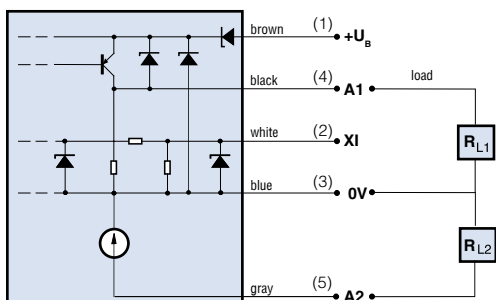 brown (1) +U_B
black (4) A1 load
white (2) XI
R_L1
blue (3) 0V
R_L2
gray (5) A2